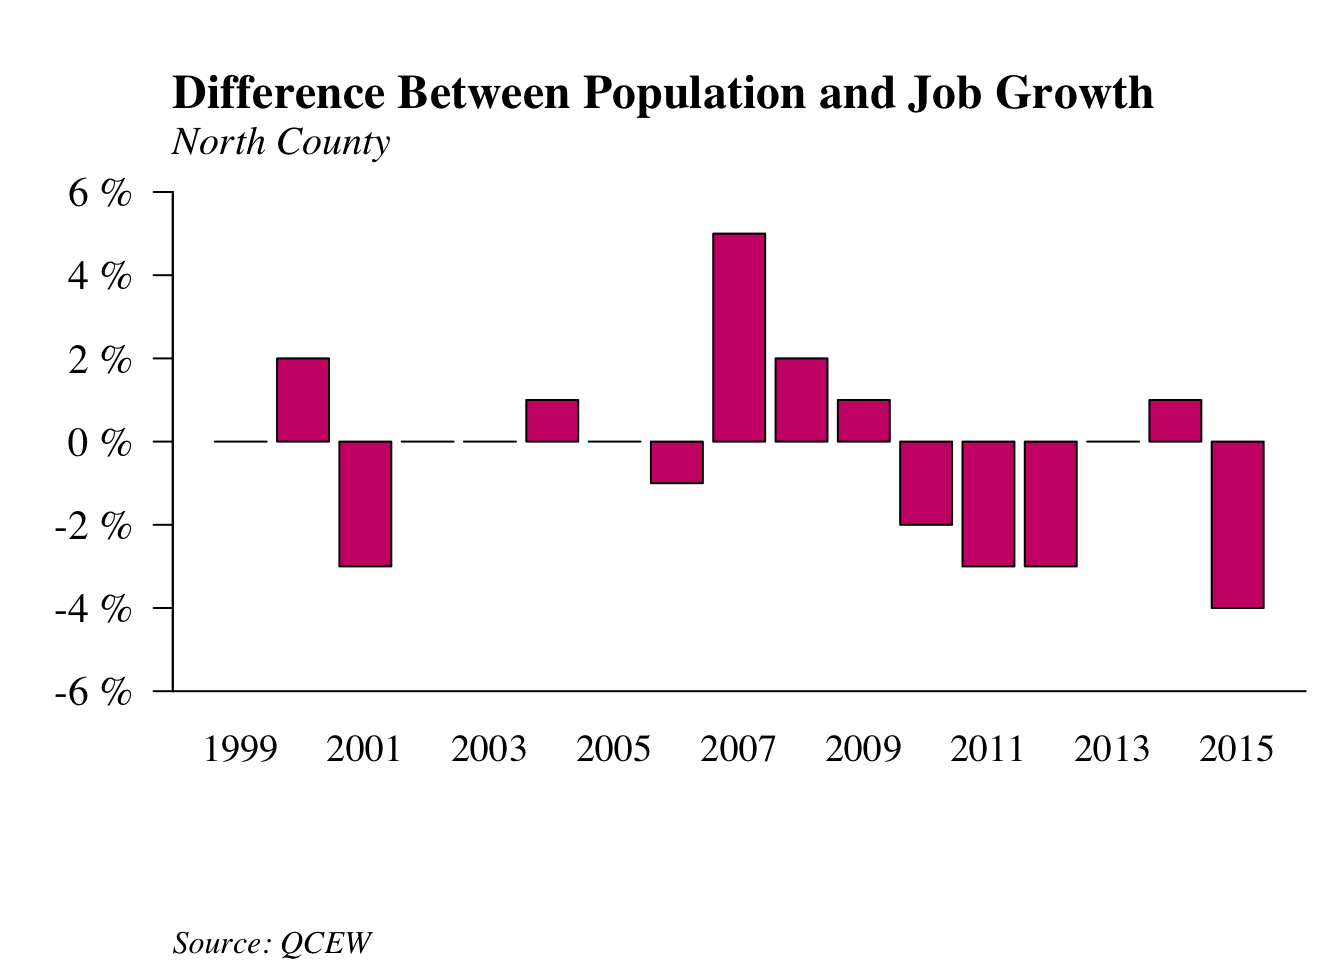 Difference Between Population and Job Growth
North County
6 %
4 %
2 %
0 %
-2 %
-4 %
-6 %
1999 2001 2003 2005 2007 2009 2011 2013 2015
Source: QCEW